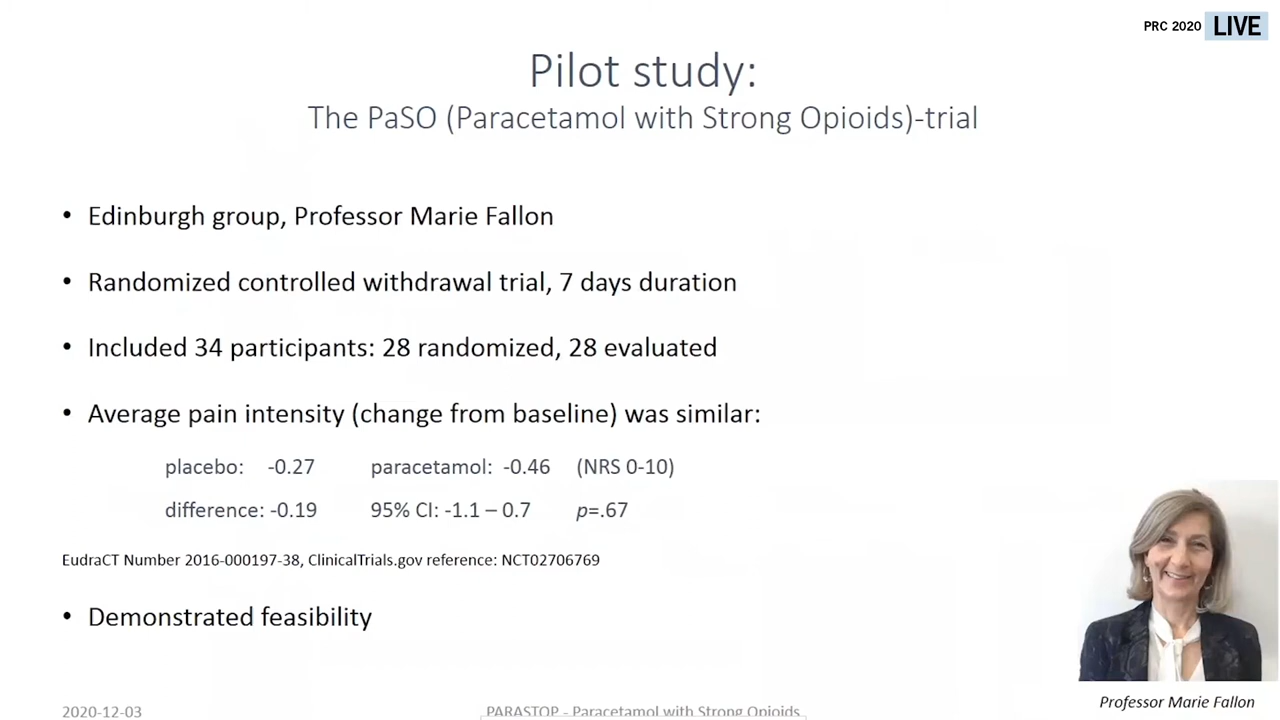 PRC 2020 LIVE
Pilot study:
The PaSO (Paracetamol with Strong Opioids)-trial
• Edinburgh group, Professor Marie Fallon
• Randomized controlled withdrawal trial, 7 days duration
• Included 34 participants: 28 randomized, 28 evaluated
• Average pain intensity (change from baseline) was similar:
placebo: -0.27 paracetamol: -0.46 (NRS 0-10)
difference: -0.19 95% CI: -1.1 – 0.7 p=.67
EudraCT Number 2016-000197-38, ClinicalTrials.gov reference: NCT02706769
• Demonstrated feasibility
Professor Marie Fallon
2020-12-03 PARASTOP - Paracetamol with Strong Opioids